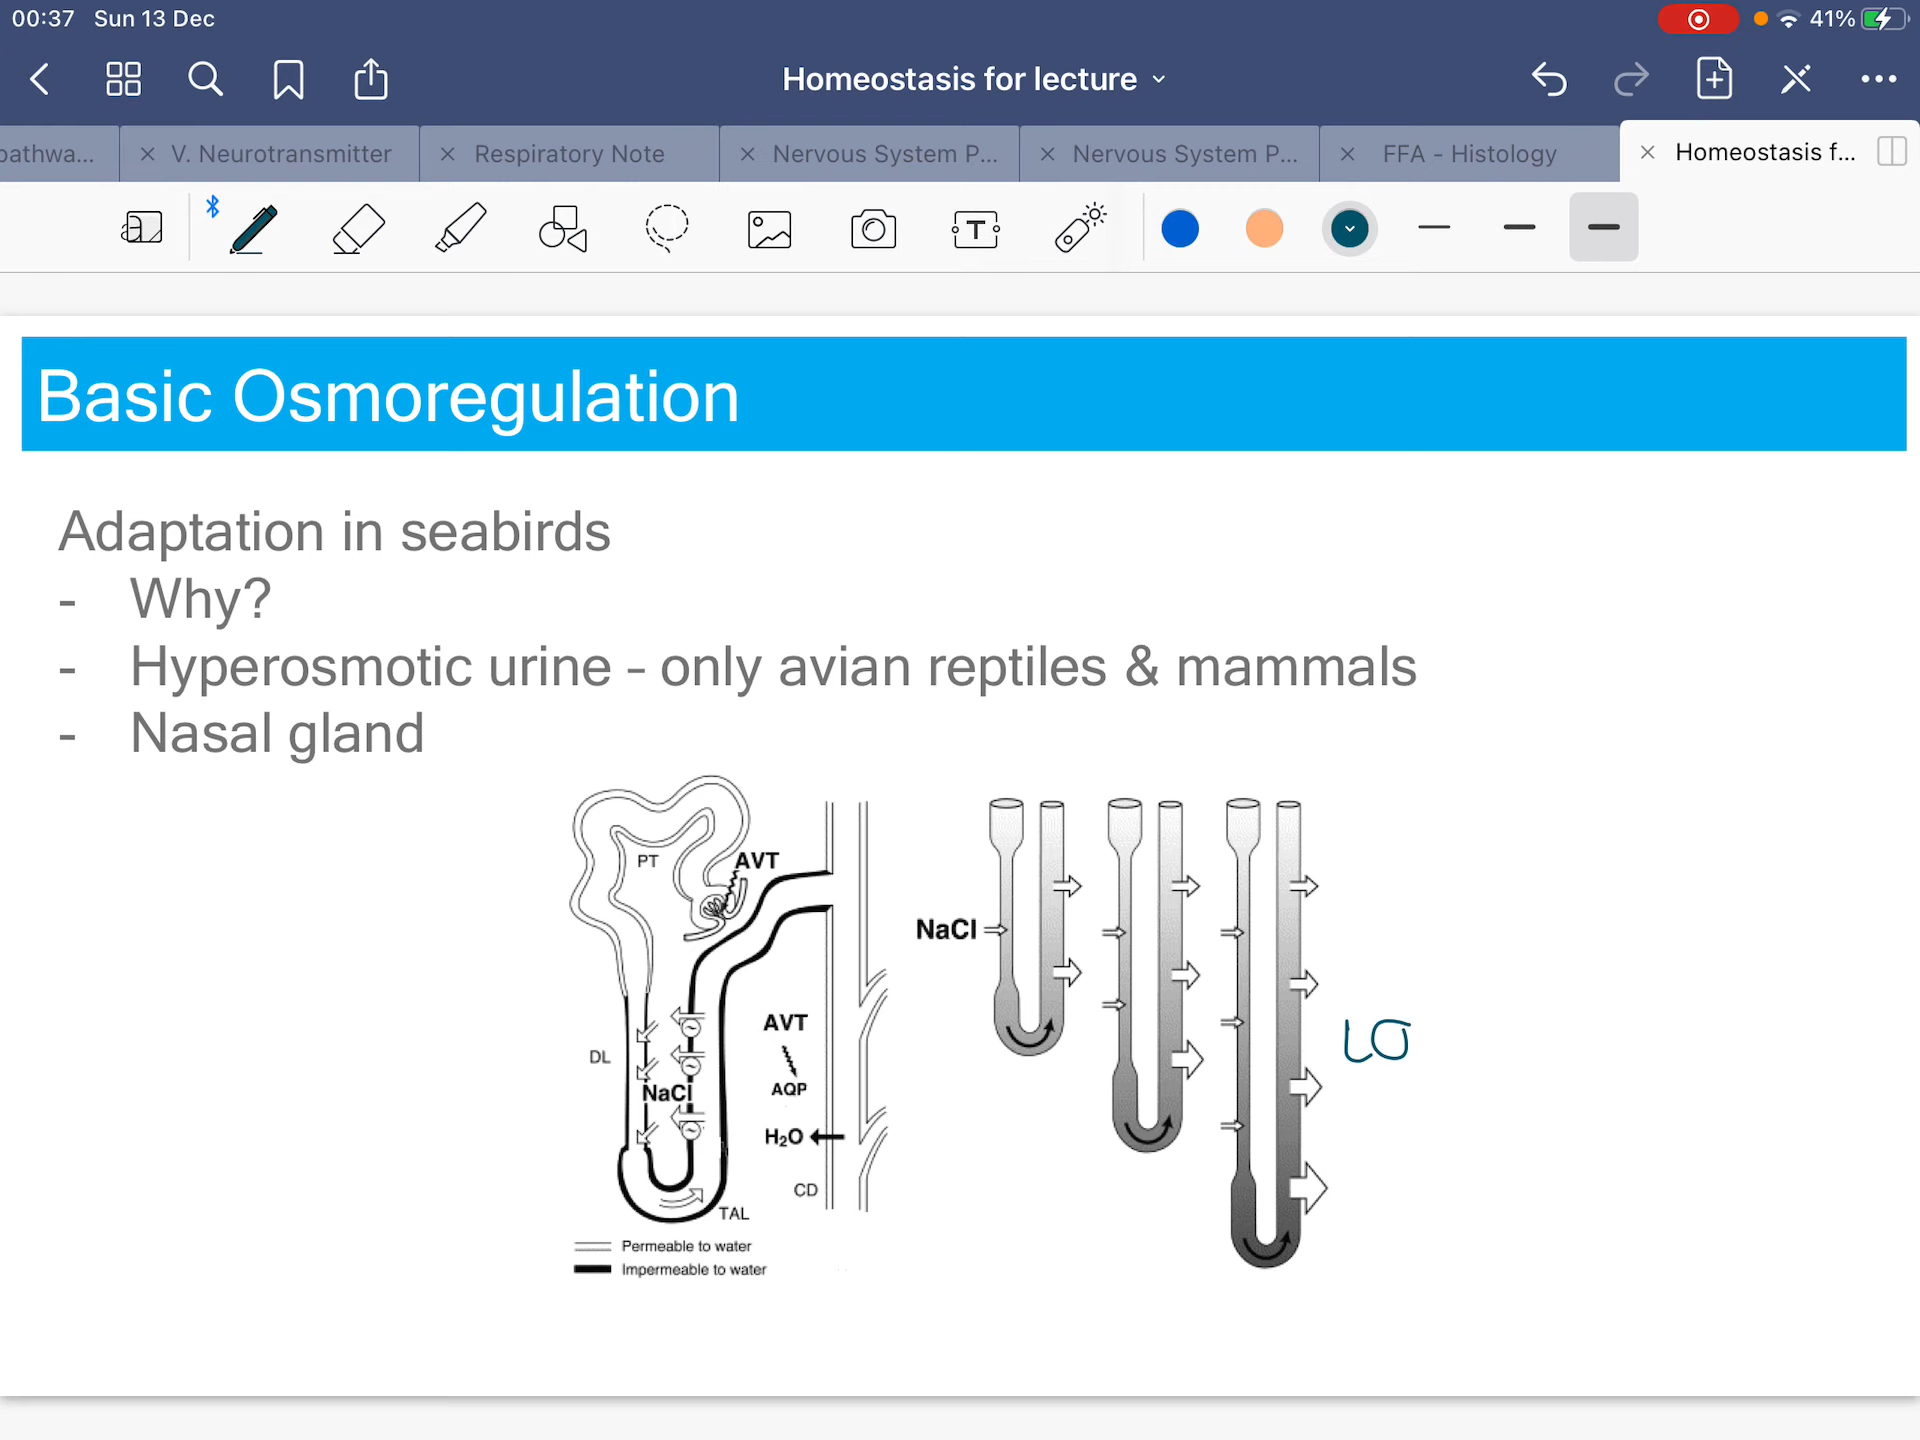 00:37 Sun 13 Dec
41%
Homeostasis for lecture
pathwa...
V. Neurotransmitter
Respiratory Note
Nervous System P...
Nervous System P...
FFA - Histology
Homeostasis f...
T
Basic Osmoregulation
Adaptation in seabirds
- Why?
- Hyperosmotic urine - only avian reptiles & mammals
- Nasal gland
PT
AVT
NaCl
AVT
DL
AQP
NaCl
H₂O
CD
TAL
Permeable to water
Impermeable to water